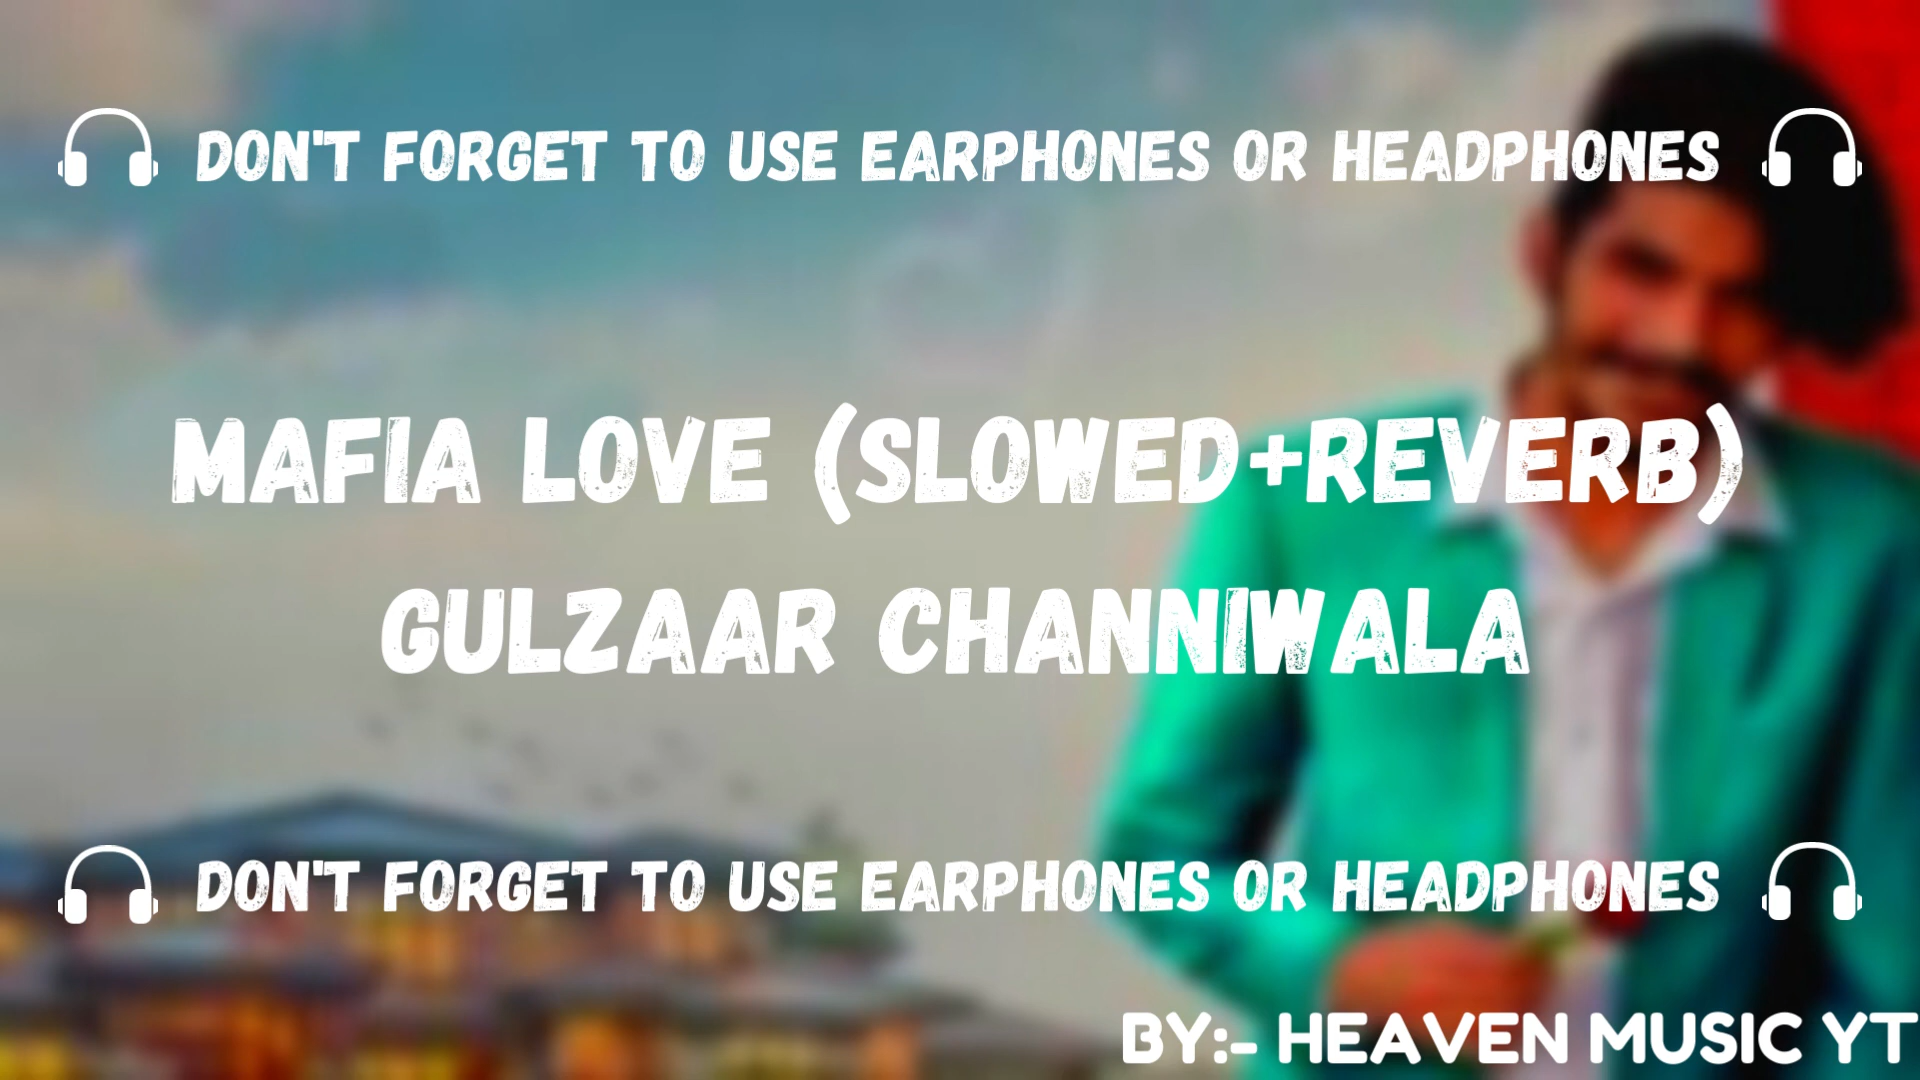 DON'T FORGET TO USE EARPHONES OR HEADPHONES
MAFIA LOVE (SLOWED+REVERB)
GULZAAR CHANNIWALA
DON'T FORGET TO USE EARPHONES OR HEADPHONES
BY:- HEAVEN MUSIC YT